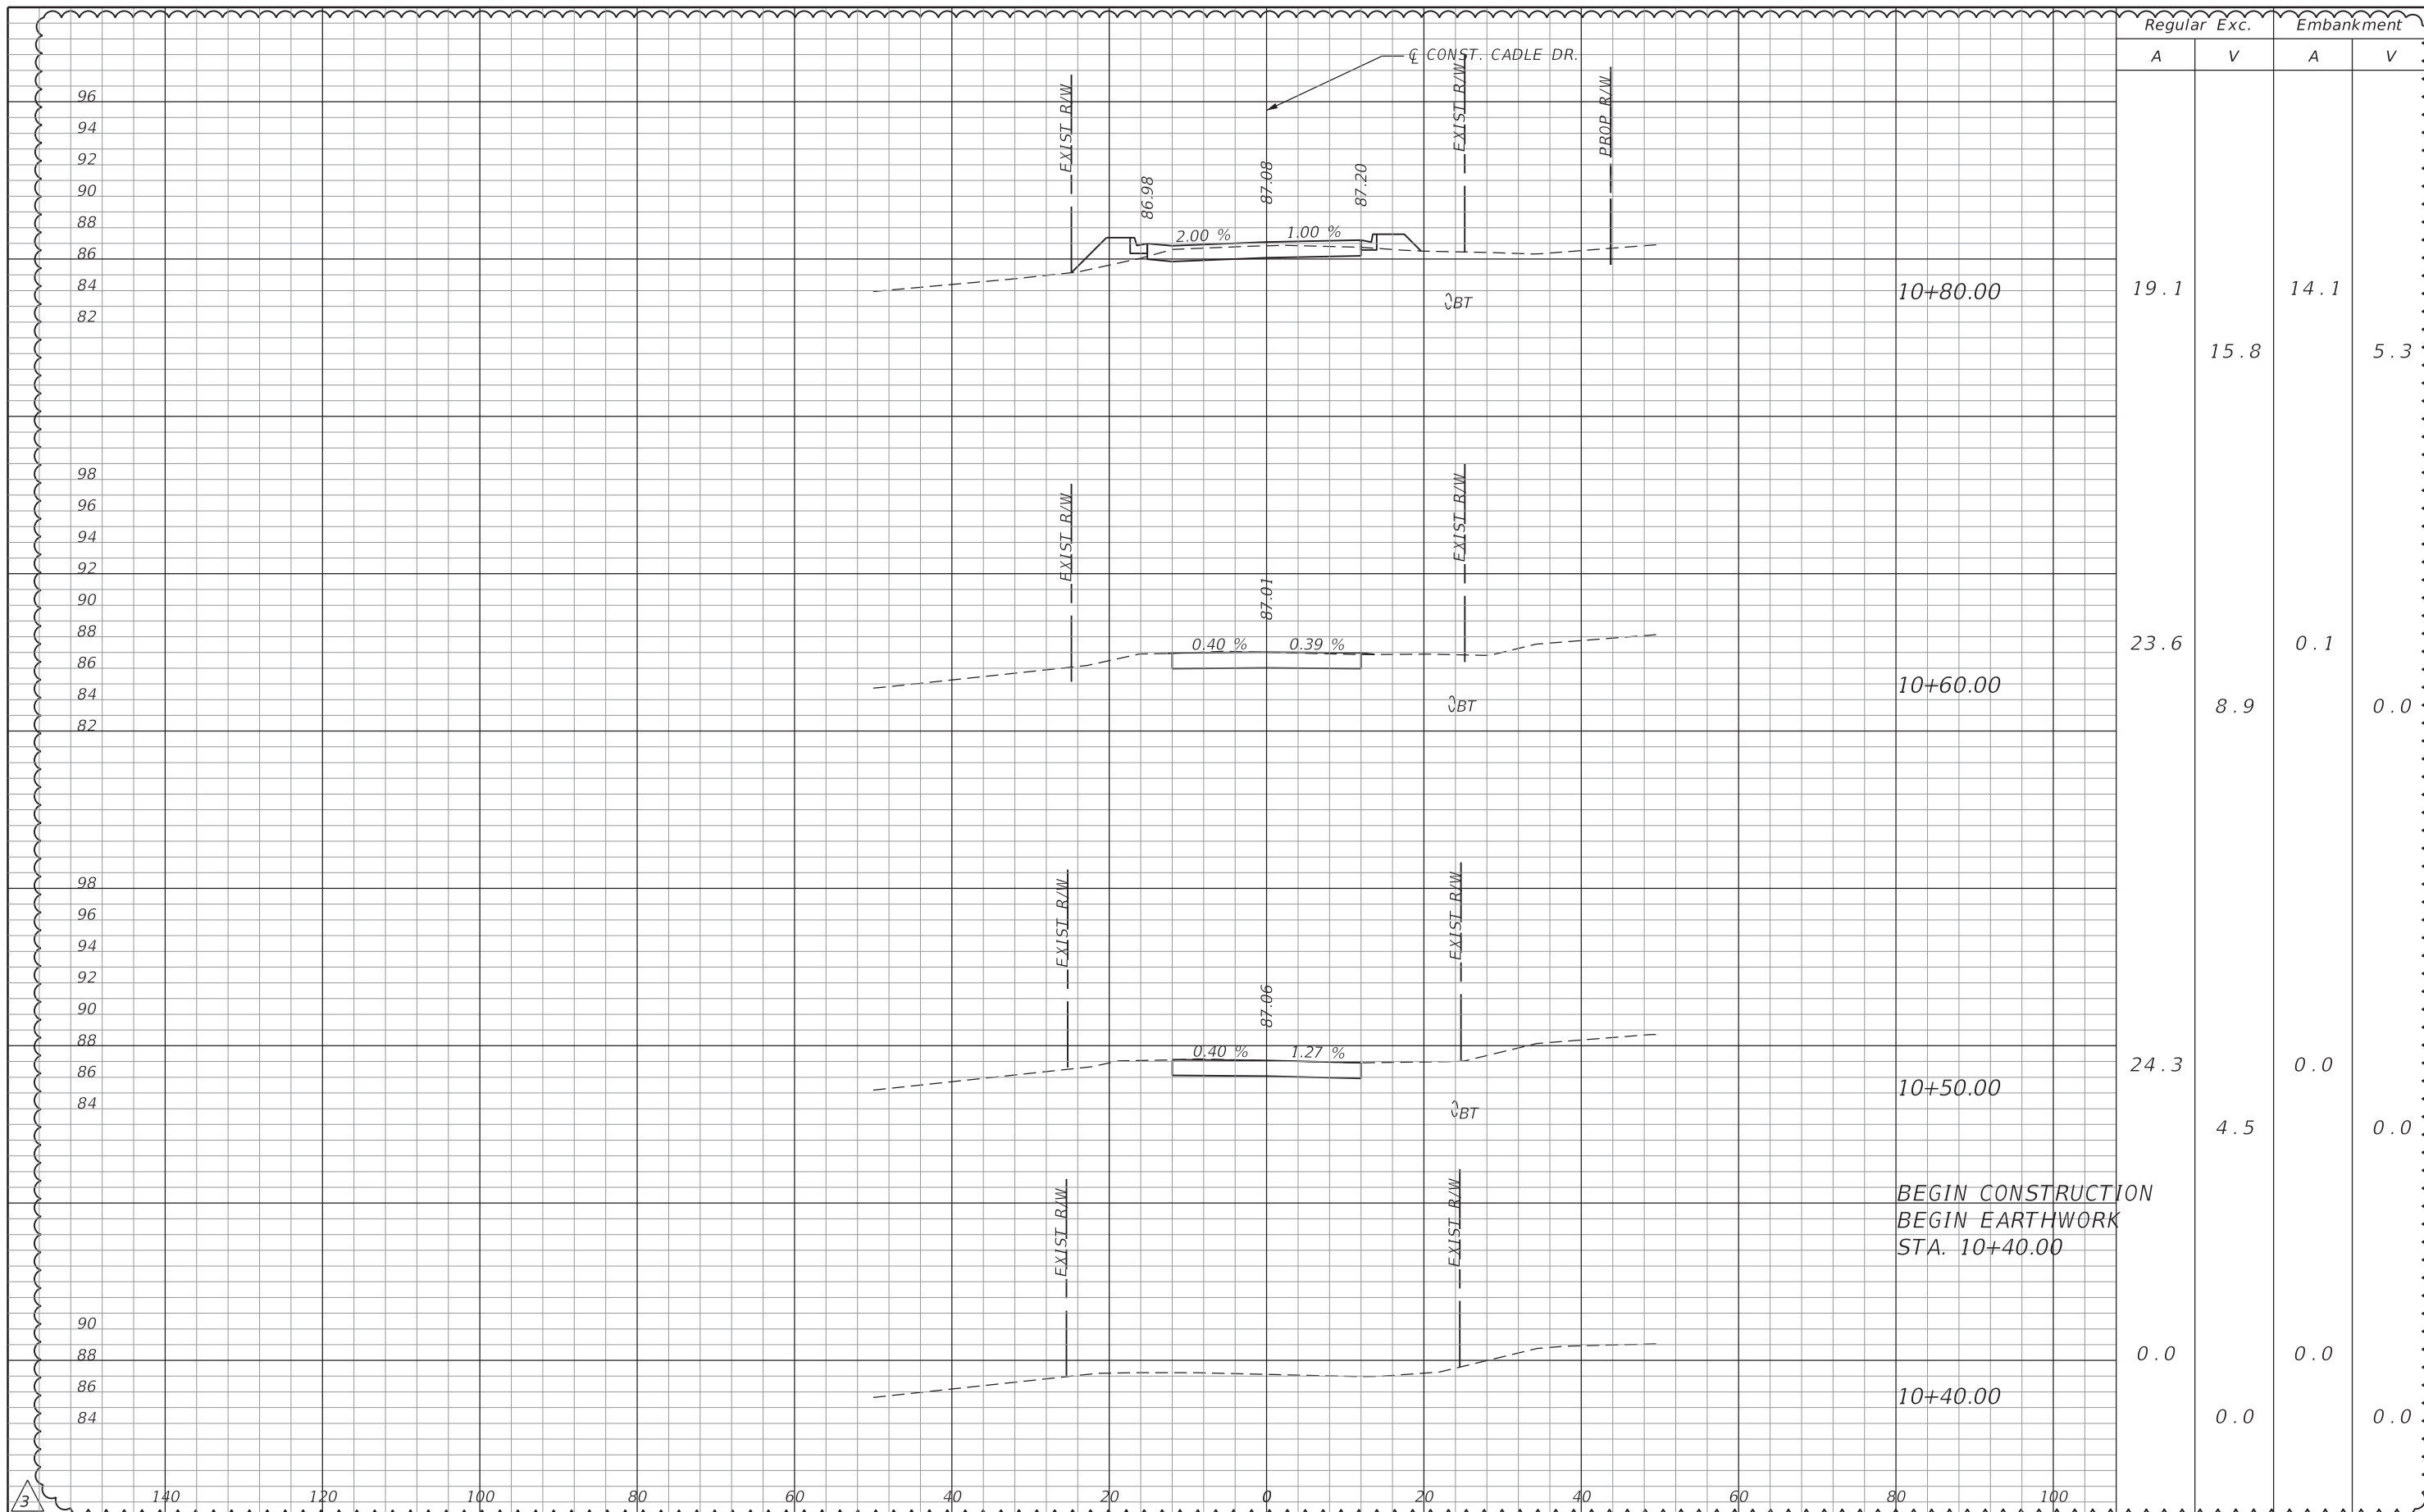 Regular Exc. Embankment
A V A V
℄ CONST. CADLE DR.
EXIST R/W
EXIST R/W
PROP R/W
96
94
92
90
88
86
84
82
86.98
87.08
87.20
2.00 %
1.00 %
BT
10+80.00
19.1 14.1
15.8 5.3
98
96
94
92
90
88
86
84
82
EXIST R/W
EXIST R/W
87.01
0.40 %
0.39 %
BT
10+60.00
23.6 0.1
8.9 0.0
98
96
94
92
90
88
86
84
EXIST R/W
EXIST R/W
87.06
0.40 %
1.27 %
BT
10+50.00
24.3 0.0
4.5 0.0
EXIST R/W
EXIST R/W
BEGIN CONSTRUCTION
BEGIN EARTHWORK
STA. 10+40.00
90
88
86
84
10+40.00
0.0 0.0
0.0 0.0
3
140 120 100 80 60 40 20 0 20 40 60 80 100